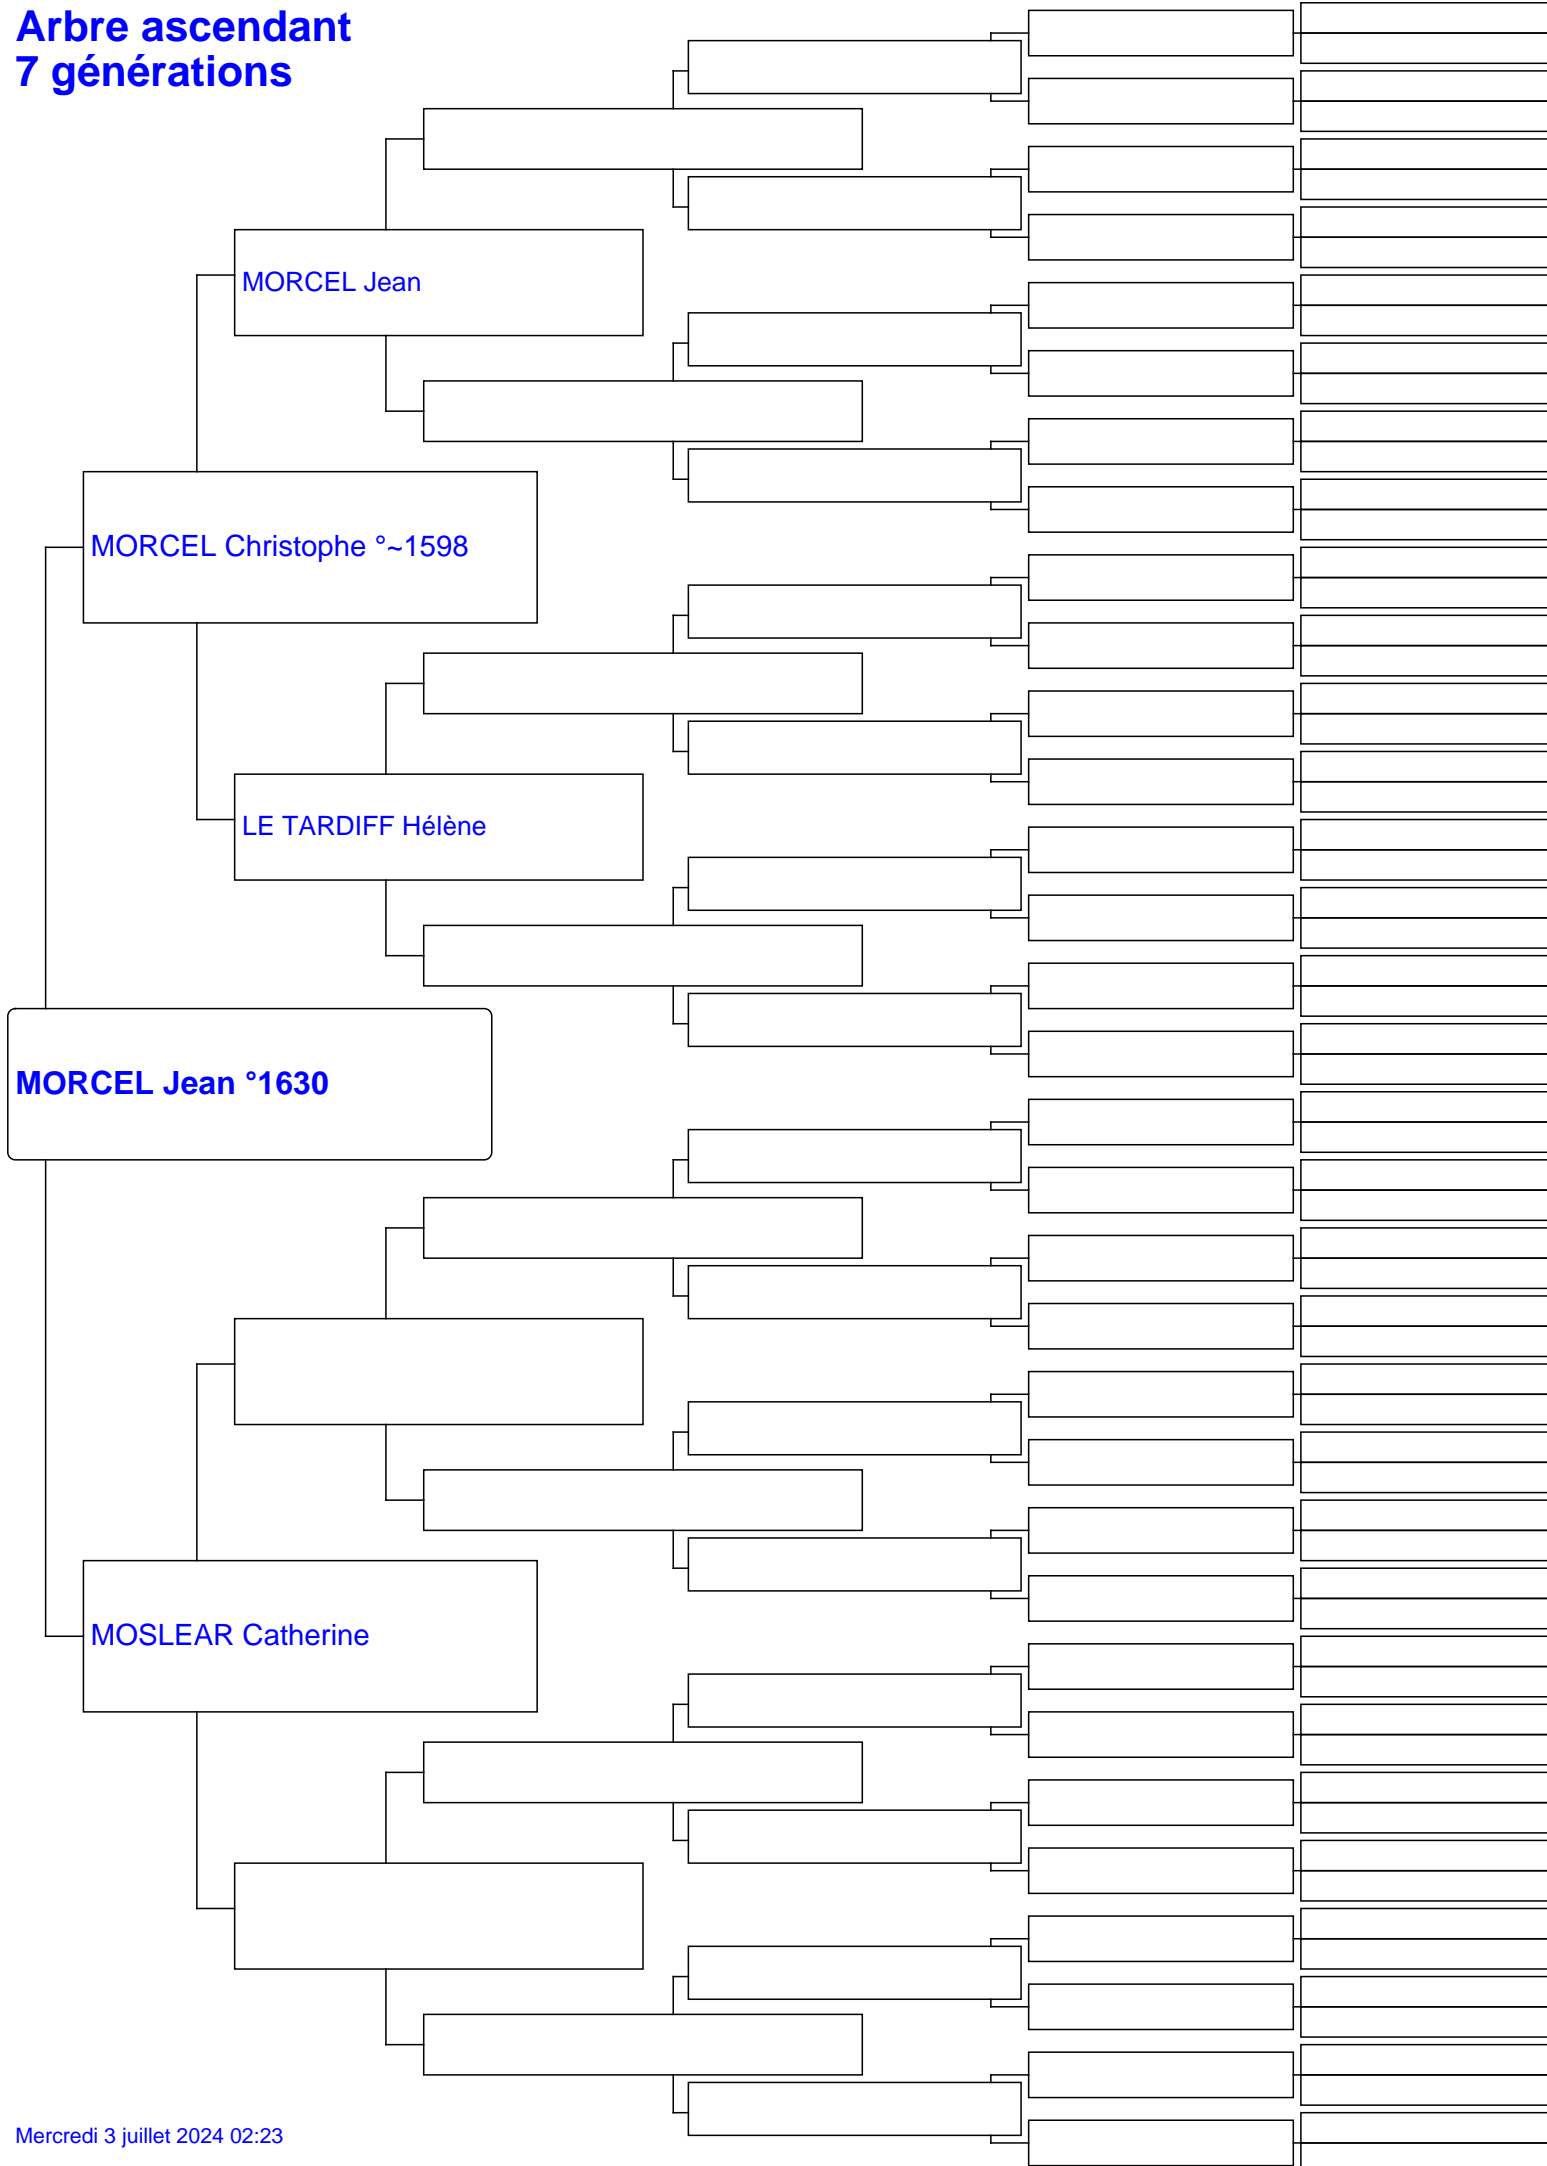 Arbre ascendant
7 générations
MORCEL Jean
MORCEL Christophe °~1598
LE TARDIFF Hélène
MORCEL Jean °1630
MOSLEAR Catherine
Mercredi 3 juillet 2024 02:23